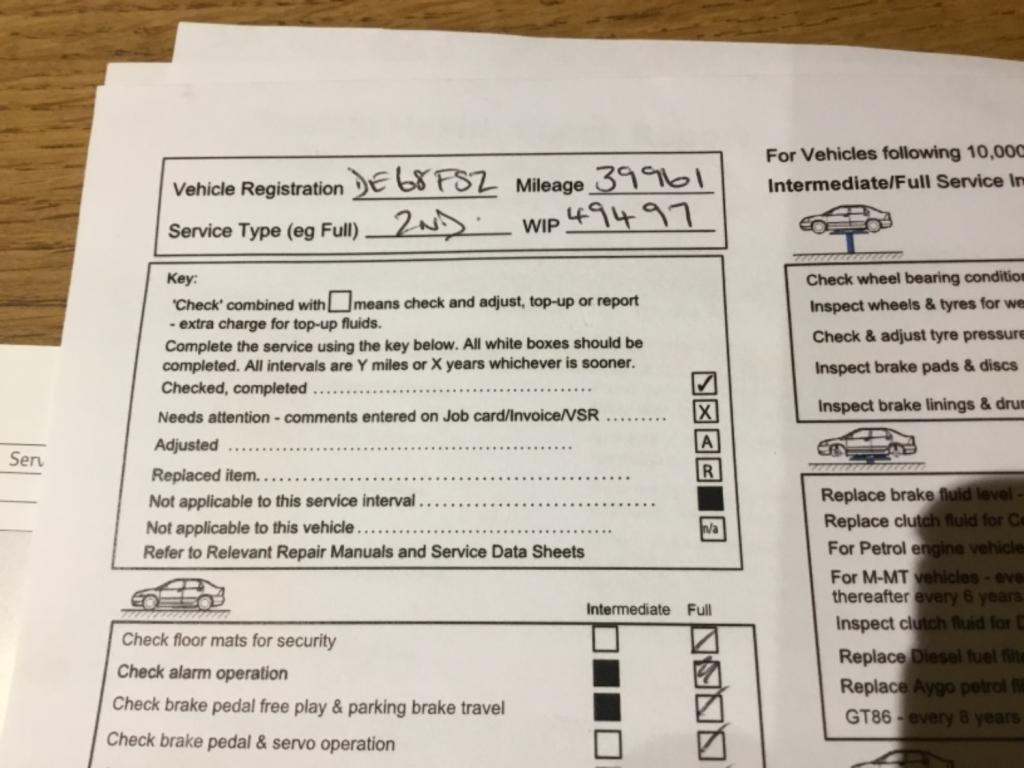 Vehicle Registration DE68FSZ Mileage 39961
Service Type (eg Full) 2ND. WIP 49497
Key:
'Check' combined with means check and adjust, top-up or report
- extra charge for top-up fluids.
Complete the service using the key below. All white boxes should be
completed. All intervals are Y miles or X years whichever is sooner.
Checked, completed ........................................ ✓
Needs attention - comments entered on Job card/Invoice/VSR ......... X
Adjusted ................................................. A
Replaced item..................................................... R
Not applicable to this service interval ...................................
Not applicable to this vehicle ...................................... n/a
Refer to Relevant Repair Manuals and Service Data Sheets
Intermediate Full
Check floor mats for security
Check alarm operation
Check brake pedal free play & parking brake travel
Check brake pedal & servo operation
For Vehicles following 10,000
Intermediate/Full Service In
Check wheel bearing conditio
Inspect wheels & tyres for we
Check & adjust tyre pressure
Inspect brake pads & discs
Inspect brake linings & dru
Replace brake fluid level -
Replace clutch fluid for C
For Petrol engine vehicle
For M-MT vehicles - eve
thereafter every 6 years
Inspect clutch fluid for D
Replace Diesel fuel filt
Replace Aygo petrol fi
GT86 - every 8 years
Serv